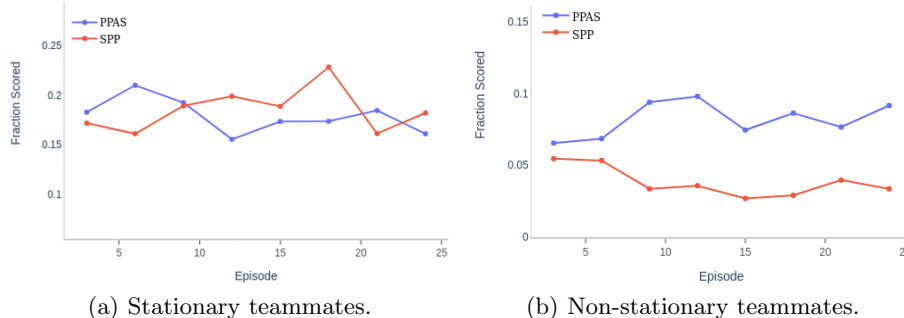 PPAS
SPP
0.25
0.2
0.15
0.1
Fraction Scored
5
10
15
20
25
Episode
(a) Stationary teammates.
PPAS
SPP
0.15
0.1
0.05
0
Fraction Scored
5
10
15
20
2
Episode
(b) Non-stationary teammates.